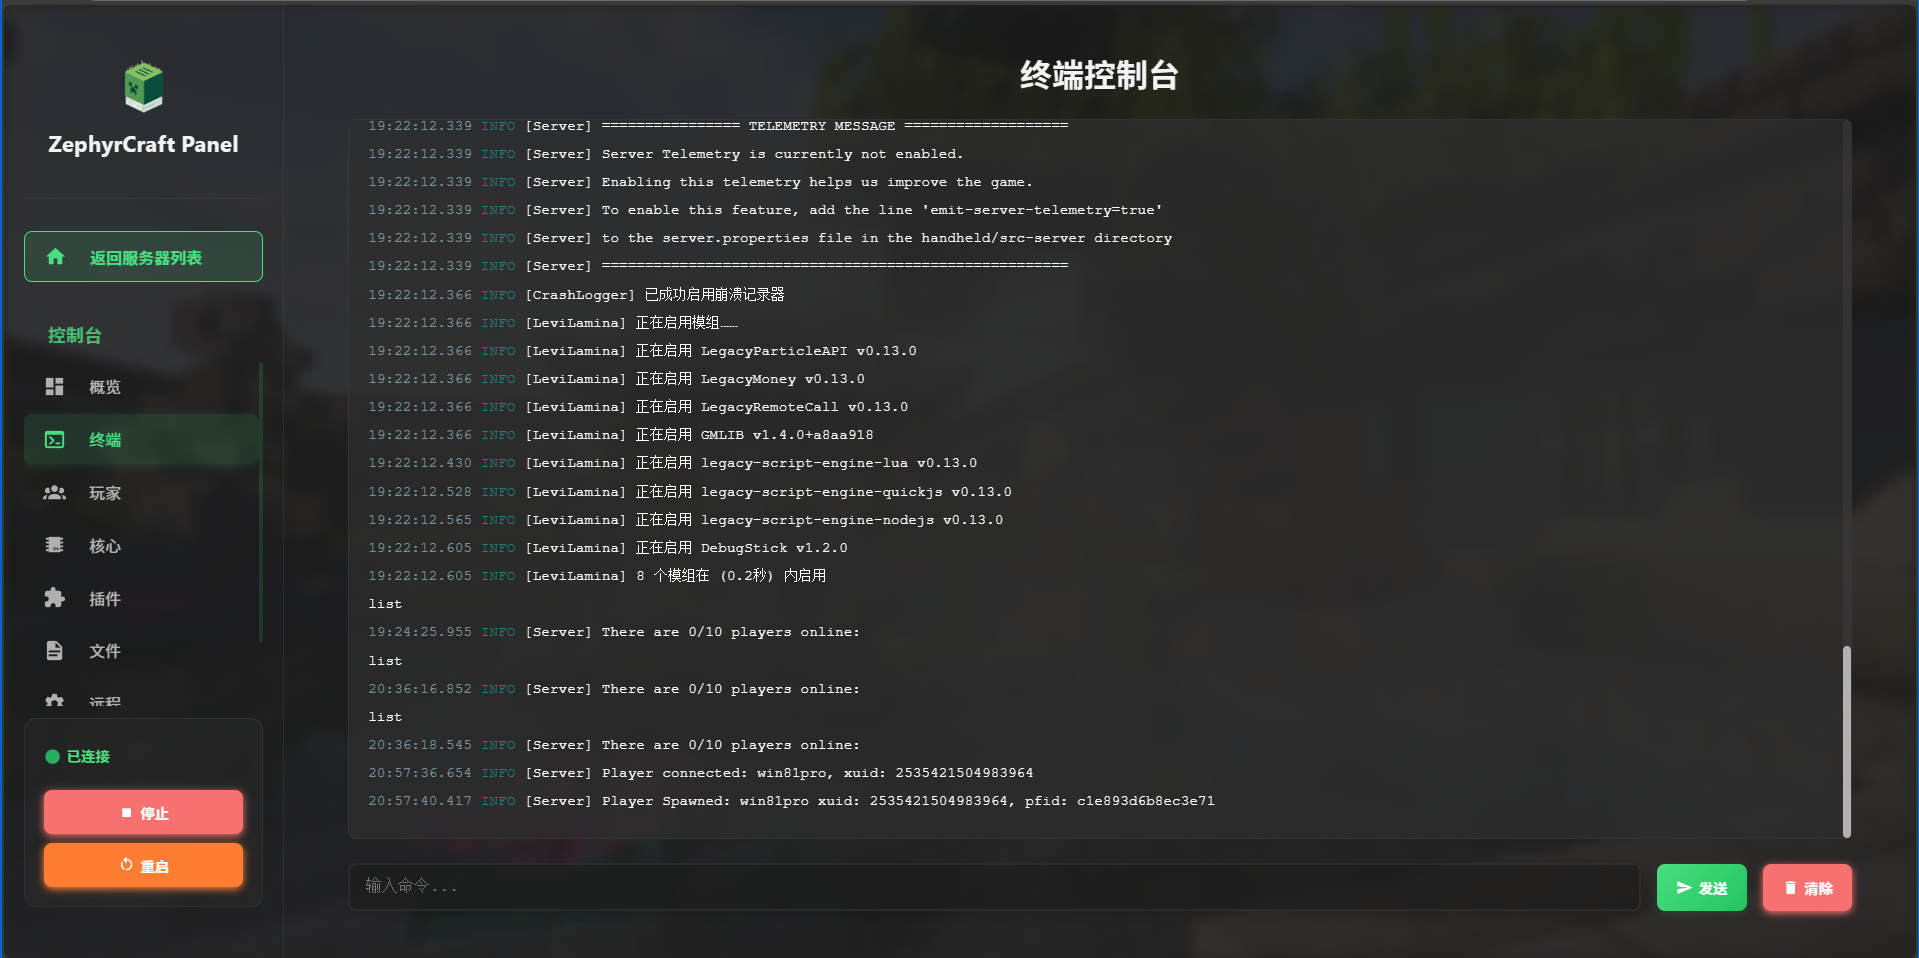 ZephyrCraft Panel
返回服务器列表
控制台
概览
终端
玩家
核心
插件
文件
远程
已连接
停止
重启
终端控制台
19:22:12.339 INFO [Server] ================ TELEMETRY MESSAGE ===================
19:22:12.339 INFO [Server] Server Telemetry is currently not enabled.
19:22:12.339 INFO [Server] Enabling this telemetry helps us improve the game.
19:22:12.339 INFO [Server] To enable this feature, add the line 'emit-server-telemetry=true'
19:22:12.339 INFO [Server] to the server.properties file in the handheld/src-server directory
19:22:12.339 INFO [Server] ======================================================
19:22:12.366 INFO [CrashLogger] 已成功启用崩溃记录器
19:22:12.366 INFO [LeviLamina] 正在启用模组……
19:22:12.366 INFO [LeviLamina] 正在启用 LegacyParticleAPI v0.13.0
19:22:12.366 INFO [LeviLamina] 正在启用 LegacyMoney v0.13.0
19:22:12.366 INFO [LeviLamina] 正在启用 LegacyRemoteCall v0.13.0
19:22:12.366 INFO [LeviLamina] 正在启用 GMLIB v1.4.0+a8aa918
19:22:12.430 INFO [LeviLamina] 正在启用 legacy-script-engine-lua v0.13.0
19:22:12.528 INFO [LeviLamina] 正在启用 legacy-script-engine-quickjs v0.13.0
19:22:12.565 INFO [LeviLamina] 正在启用 legacy-script-engine-nodejs v0.13.0
19:22:12.605 INFO [LeviLamina] 正在启用 DebugStick v1.2.0
19:22:12.605 INFO [LeviLamina] 8 个模组在 (0.2秒) 内启用
list
19:24:25.955 INFO [Server] There are 0/10 players online:
list
20:36:16.852 INFO [Server] There are 0/10 players online:
list
20:36:18.545 INFO [Server] There are 0/10 players online:
20:57:36.654 INFO [Server] Player connected: win81pro, xuid: 2535421504983964
20:57:40.417 INFO [Server] Player Spawned: win81pro xuid: 2535421504983964, pfid: c1e893d6b8ec3e71
输入命令...
发送
清除